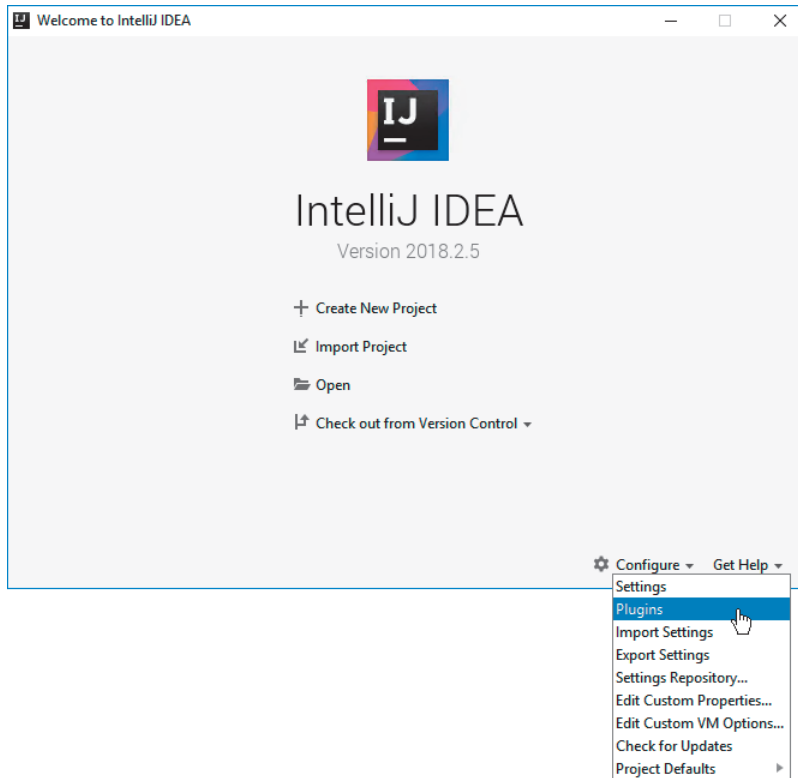 Welcome to IntelliJ IDEA
IJ
IntelliJ IDEA
Version 2018.2.5
Create New Project
Import Project
Open
Check out from Version Control
Configure Get Help
Settings
Plugins
Import Settings
Export Settings
Settings Repository...
Edit Custom Properties...
Edit Custom VM Options...
Check for Updates
Project Defaults